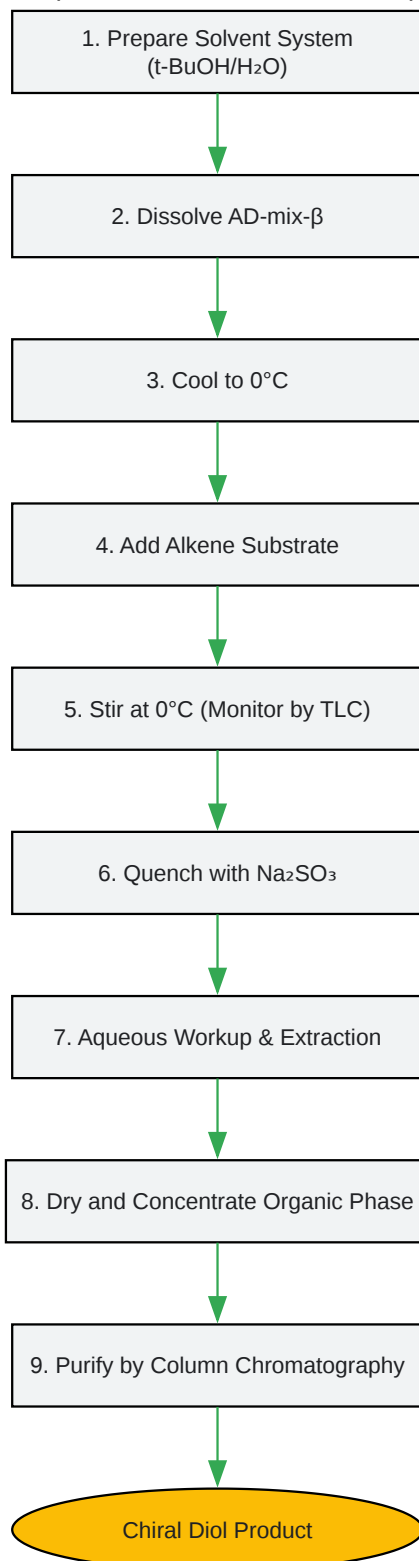 1. Prepare Solvent System
(t-BuOH/H₂O)
2. Dissolve AD-mix-β
3. Cool to 0°C
4. Add Alkene Substrate
5. Stir at 0°C (Monitor by TLC)
6. Quench with Na₂SO₃
7. Aqueous Workup & Extraction
8. Dry and Concentrate Organic Phase
9. Purify by Column Chromatography
Chiral Diol Product